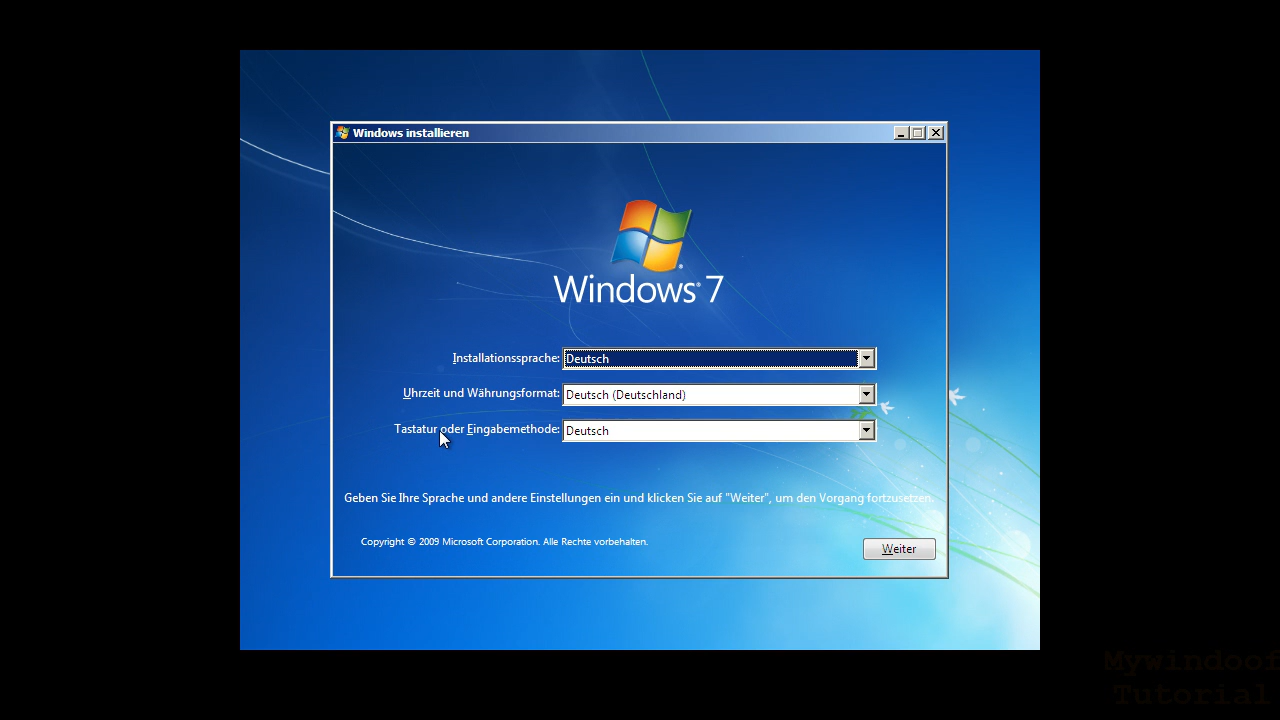 Windows installieren
Windows® 7
Installationssprache: Deutsch
Uhrzeit und Währungsformat: Deutsch (Deutschland)
Tastatur oder Eingabemethode: Deutsch
Geben Sie Ihre Sprache und andere Einstellungen ein und klicken Sie auf "Weiter", um den Vorgang fortzusetzen.
Copyright © 2009 Microsoft Corporation. Alle Rechte vorbehalten.
Weiter
Mywindoof
Tutorial